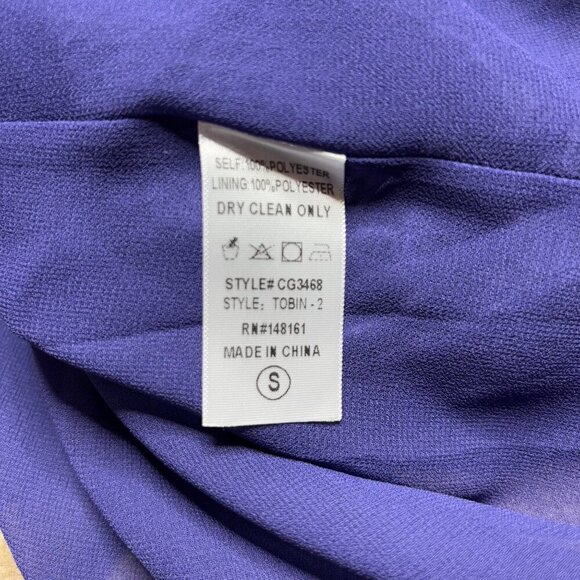 SELF:100%POLYESTER
LINING:100%POLYESTER
DRY CLEAN ONLY
STYLE# CG3468
STYLE: TOBIN - 2
RN#148161
MADE IN CHINA
S